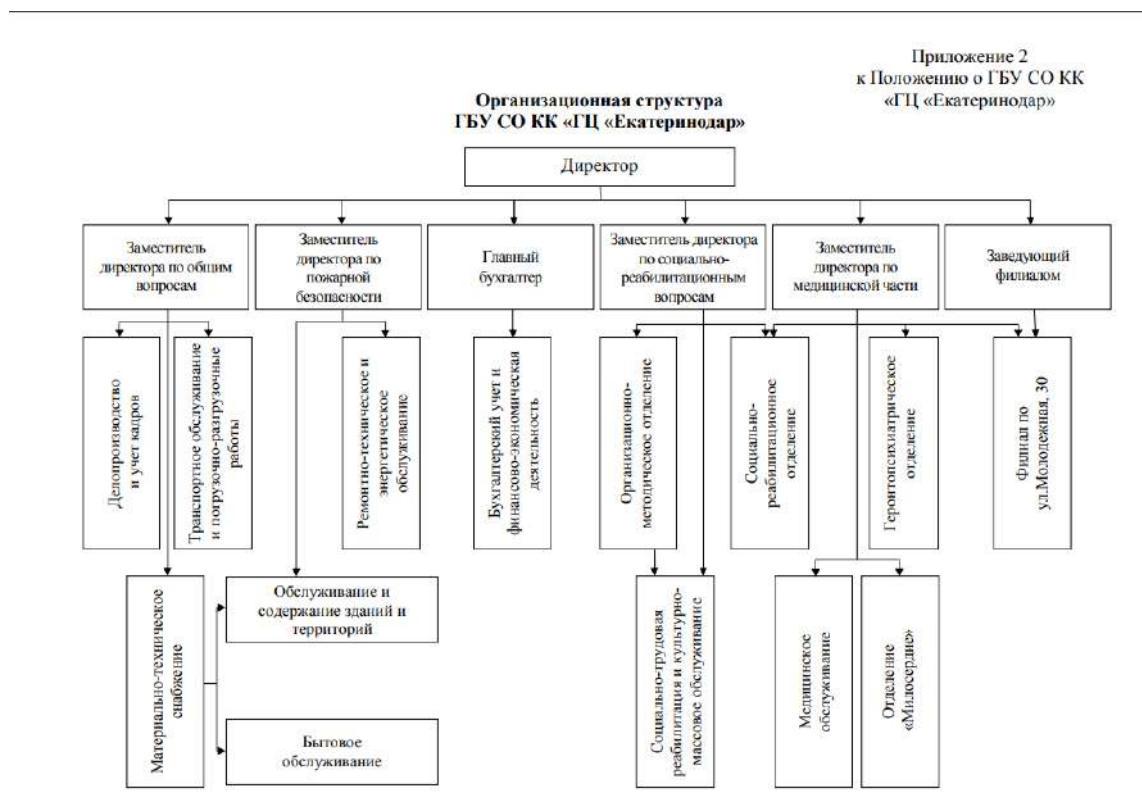 Приложение 2
к Положению о ГБУ СО КК
«ГЦ «Екатеринодар»
Организационная структура
ГБУ СО КК «ГЦ «Екатеринодар»
Директор
Заместитель
директора по общим
вопросам
Заместитель
директора по
пожарной
безопасности
Главный
бухгалтер
Заместитель директора
по социально-
реабилитационным
вопросам
Заместитель
директора по
медицинской части
Заведующий
филиалом
Делопроизводство
и учет кадров
Транспортное обслуживание
и погрузочно-разгрузочные
работы
Ремонтно-техническое и
энергетическое
обслуживание
Бухгалтерский учет и
финансово-экономическая
деятельность
Организационно-
методическое отделение
Социально-
реабилитационное
отделение
Геронтопсихиатрическое
отделение
Филиал по
ул.Молодежная, 30
Материально-техническое
снабжение
Обслуживание и
содержание зданий и
территорий
Бытовое
обслуживание
Социально-трудовая
реабилитация и культурно-
массовое обслуживание
Медицинское
обслуживание
Отделение
«Милосердие»